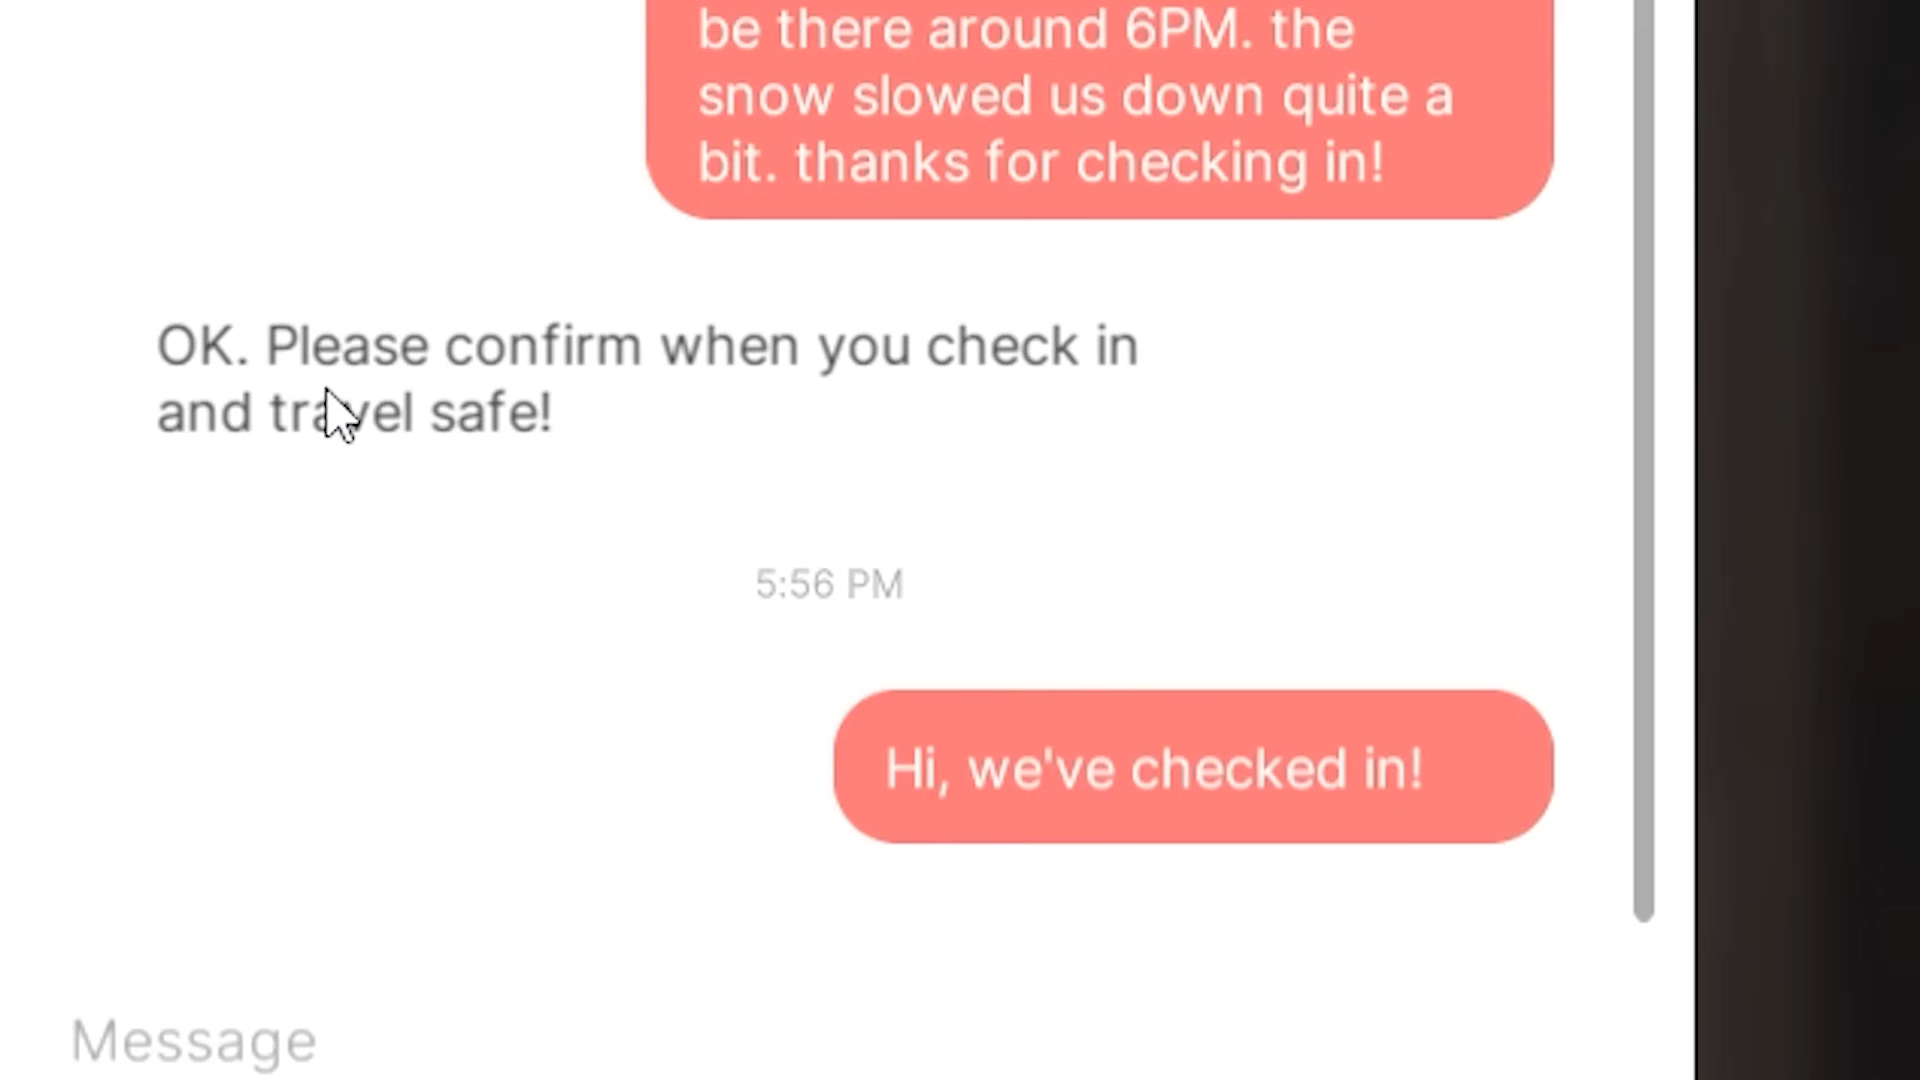 be there around 6PM. the
snow slowed us down quite a
bit. thanks for checking in!
OK. Please confirm when you check in
and travel safe!
5:56 PM
Hi, we've checked in!
Message